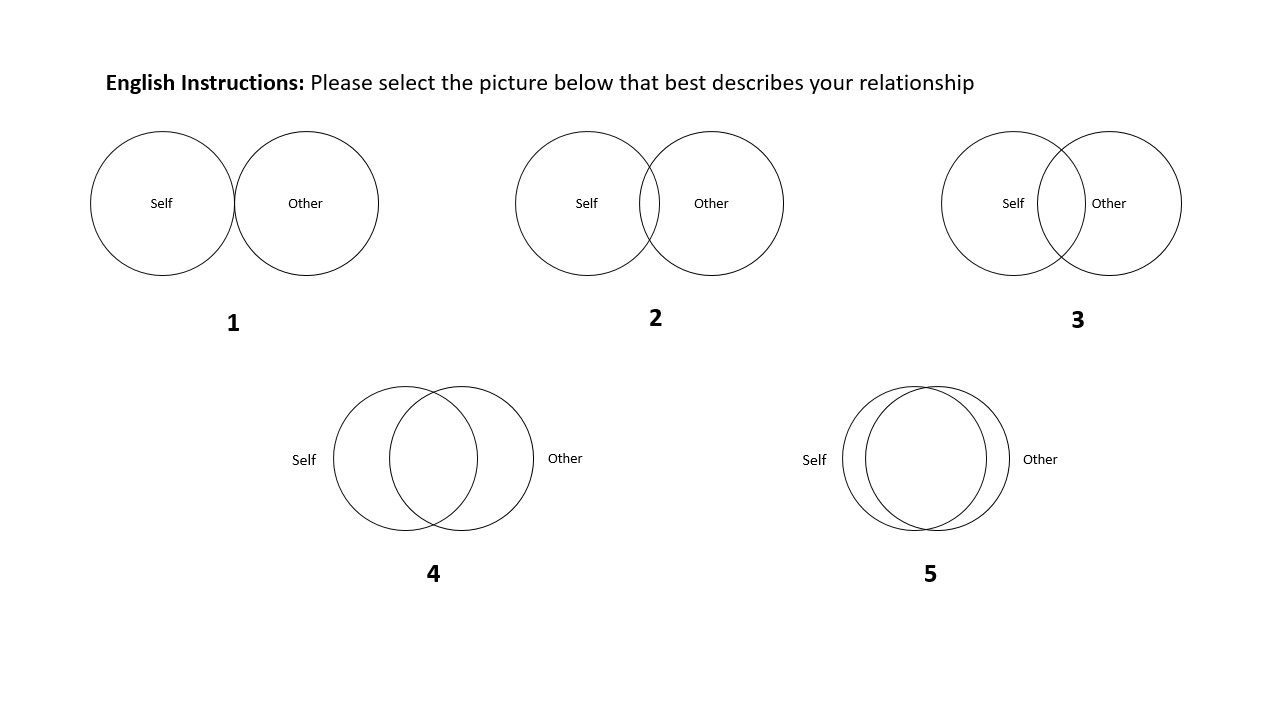 English Instructions: Please select the picture below that best describes your relationship
Self Other
Self Other
Self Other
1
2
3
Self Other
Self Other
4
5